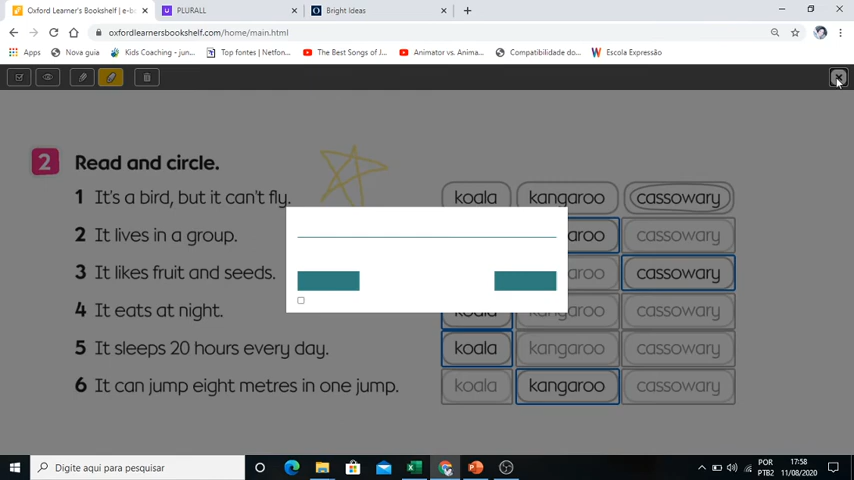 Oxford Learner's Bookshelf | e-b
PLURALL
Bright Ideas
oxfordlearnersbookshelf.com/home/main.html
Apps
Nova guia
Kids Coaching - jun...
Top fontes | Netto...
The Best Songs of J...
Animator vs. Anima...
Compatibilidade do...
Escola Expressão
2 Read and circle.
1 It's a bird, but it can't fly. koala kangaroo cassowary
2 It lives in a group. aroo cassowary
3 It likes fruit and seeds. aroo cassowary
4 It eats at night. koala kangaroo cassowary
5 It sleeps 20 hours every day. koala kangaroo cassowary
6 It can jump eight metres in one jump. koala kangaroo cassowary
Digite aqui para pesquisar
POR
PTB2
17:58
11/08/2020